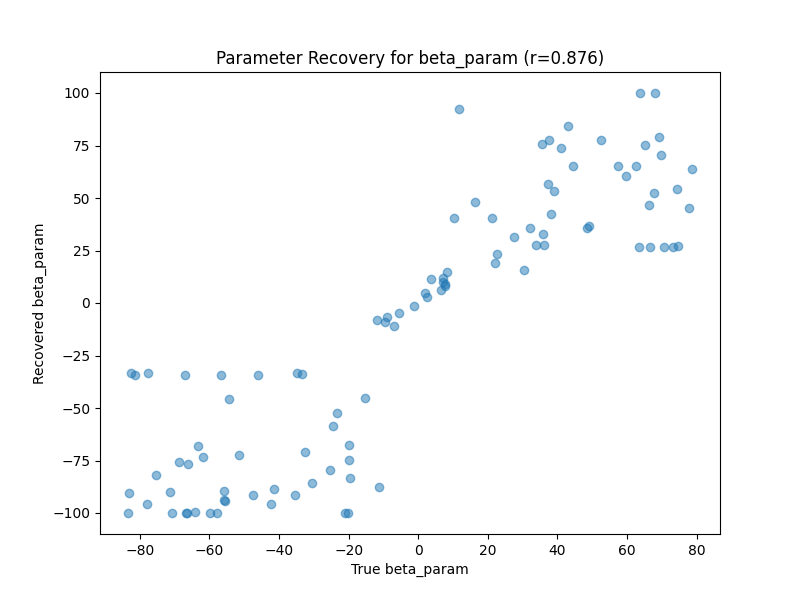 Parameter Recovery for beta_param (r=0.876)
100
75
50
25
0
−25
−50
−75
−100
Recovered beta_param
−80 −60 −40 −20 0 20 40 60 80
True beta_param